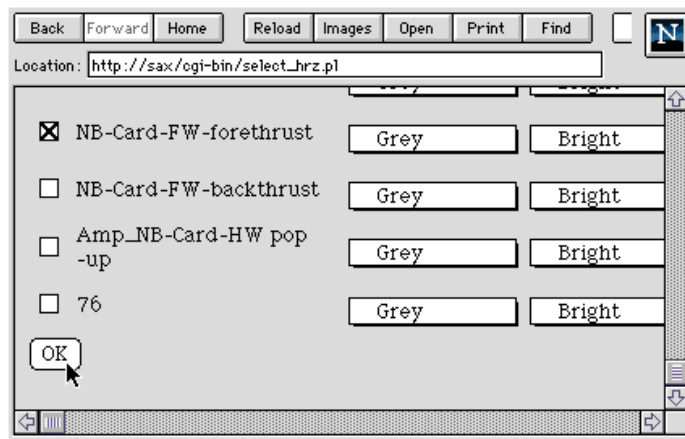 Back Forward Home Reload Images Open Print Find N
Location: http://sax/cgi-bin/select_hrz.pl
NB-Card-FW-forethrust Grey Bright
NB-Card-FW-backthrust Grey Bright
Amp_NB-Card-HW pop
-up Grey Bright
76 Grey Bright
OK